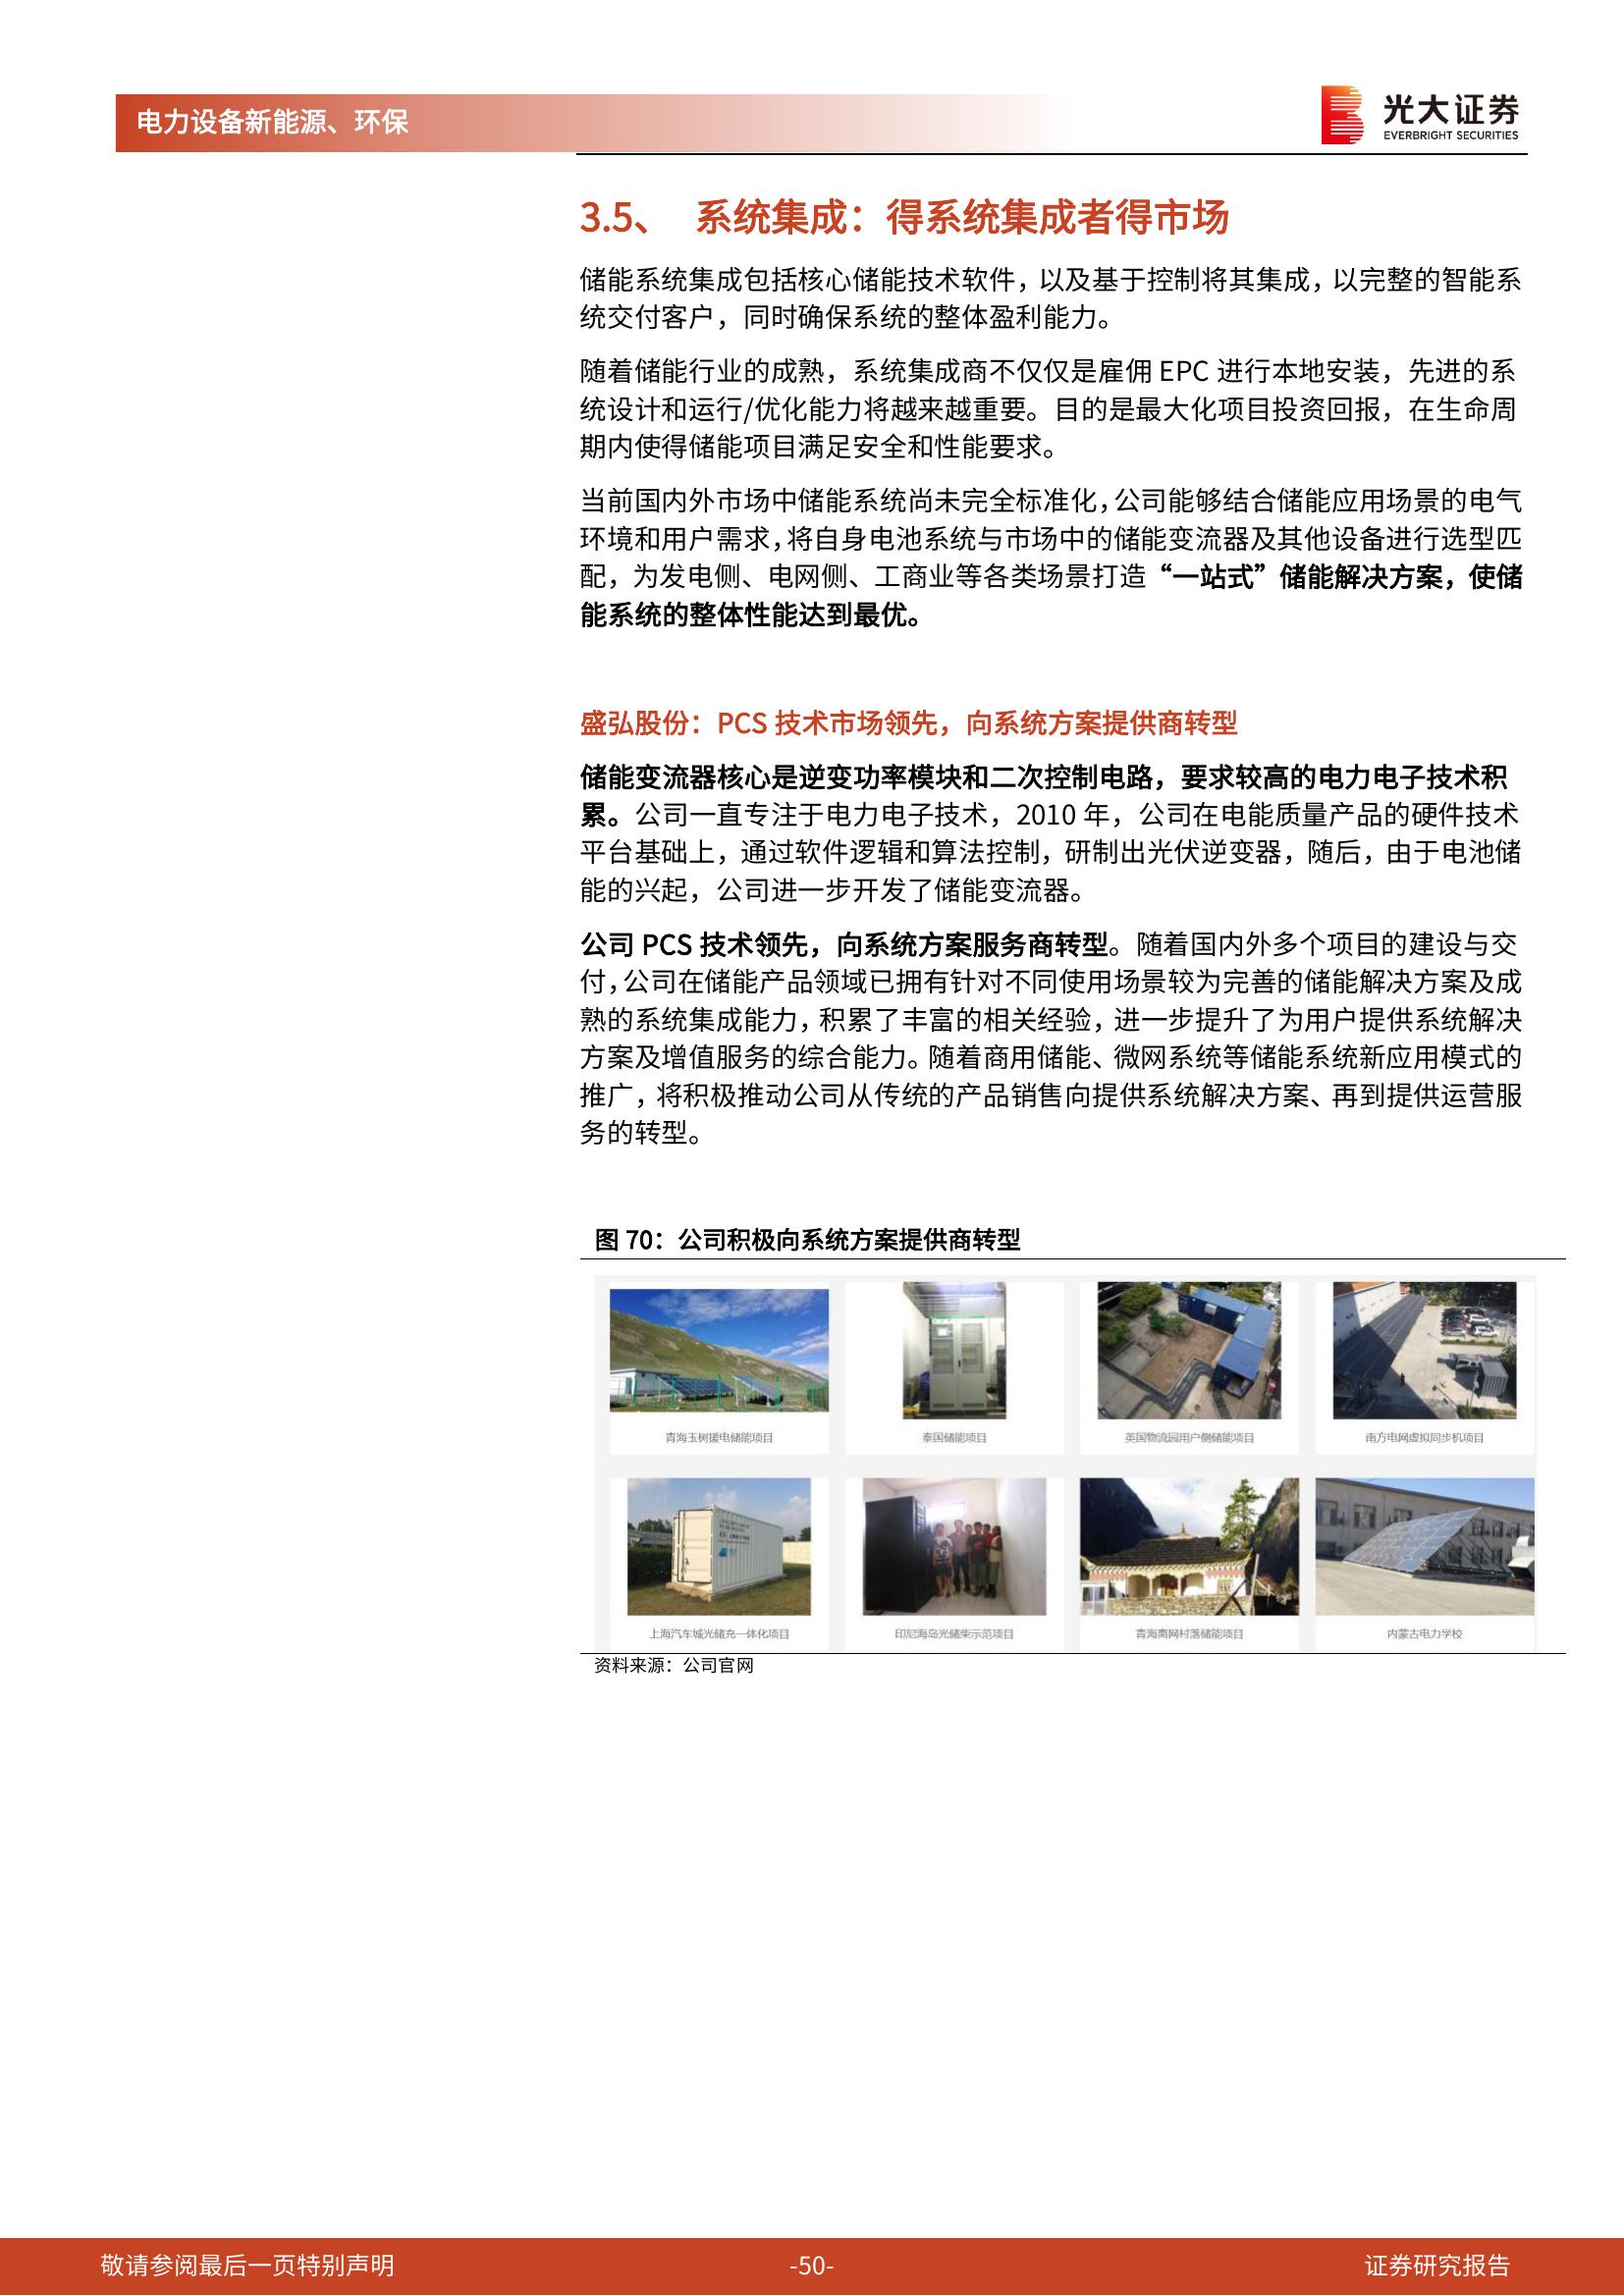 电力设备新能源、环保
光大证券
EVERBRIGHT SECURITIES
3.5、 系统集成：得系统集成者得市场
储能系统集成包括核心储能技术软件，以及基于控制将其集成，以完整的智能系
统交付客户，同时确保系统的整体盈利能力。
随着储能行业的成熟，系统集成商不仅仅是雇佣 EPC 进行本地安装，先进的系
统设计和运行/优化能力将越来越重要。目的是最大化项目投资回报，在生命周
期内使得储能项目满足安全和性能要求。
当前国内外市场中储能系统尚未完全标准化，公司能够结合储能应用场景的电气
环境和用户需求，将自身电池系统与市场中的储能变流器及其他设备进行选型匹
配，为发电侧、电网侧、工商业等各类场景打造“一站式”储能解决方案，使储
能系统的整体性能达到最优。
盛弘股份：PCS 技术市场领先，向系统方案提供商转型
储能变流器核心是逆变功率模块和二次控制电路，要求较高的电力电子技术积
累。公司一直专注于电力电子技术，2010 年，公司在电能质量产品的硬件技术
平台基础上，通过软件逻辑和算法控制，研制出光伏逆变器，随后，由于电池储
能的兴起，公司进一步开发了储能变流器。
公司 PCS 技术领先，向系统方案服务商转型。随着国内外多个项目的建设与交
付，公司在储能产品领域已拥有针对不同使用场景较为完善的储能解决方案及成
熟的系统集成能力，积累了丰富的相关经验，进一步提升了为用户提供系统解决
方案及增值服务的综合能力。随着商用储能、微网系统等储能系统新应用模式的
推广，将积极推动公司从传统的产品销售向提供系统解决方案、再到提供运营服
务的转型。
图 70：公司积极向系统方案提供商转型
青海玉树援电储能项目
泰国储能项目
英国物流园用户侧储能项目
南方电网虚拟同步机项目
上海汽车城光储充一体化项目
印尼海岛光储柴示范项目
青海离网村落储能项目
内蒙古电力学校
资料来源：公司官网
敬请参阅最后一页特别声明
-50-
证券研究报告